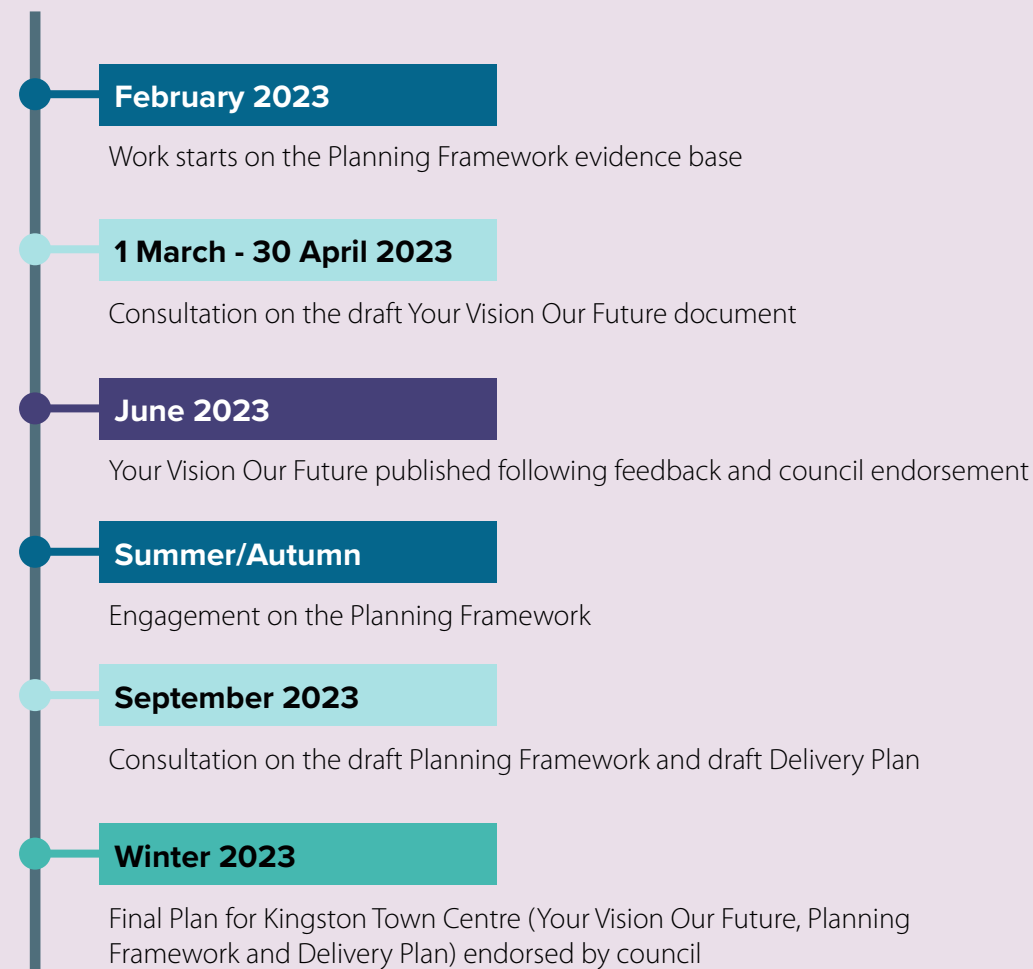 February 2023
Work starts on the Planning Framework evidence base
1 March - 30 April 2023
Consultation on the draft Your Vision Our Future document
June 2023
Your Vision Our Future published following feedback and council endorsement
Summer/Autumn
Engagement on the Planning Framework
September 2023
Consultation on the draft Planning Framework and draft Delivery Plan
Winter 2023
Final Plan for Kingston Town Centre (Your Vision Our Future, Planning
Framework and Delivery Plan) endorsed by council